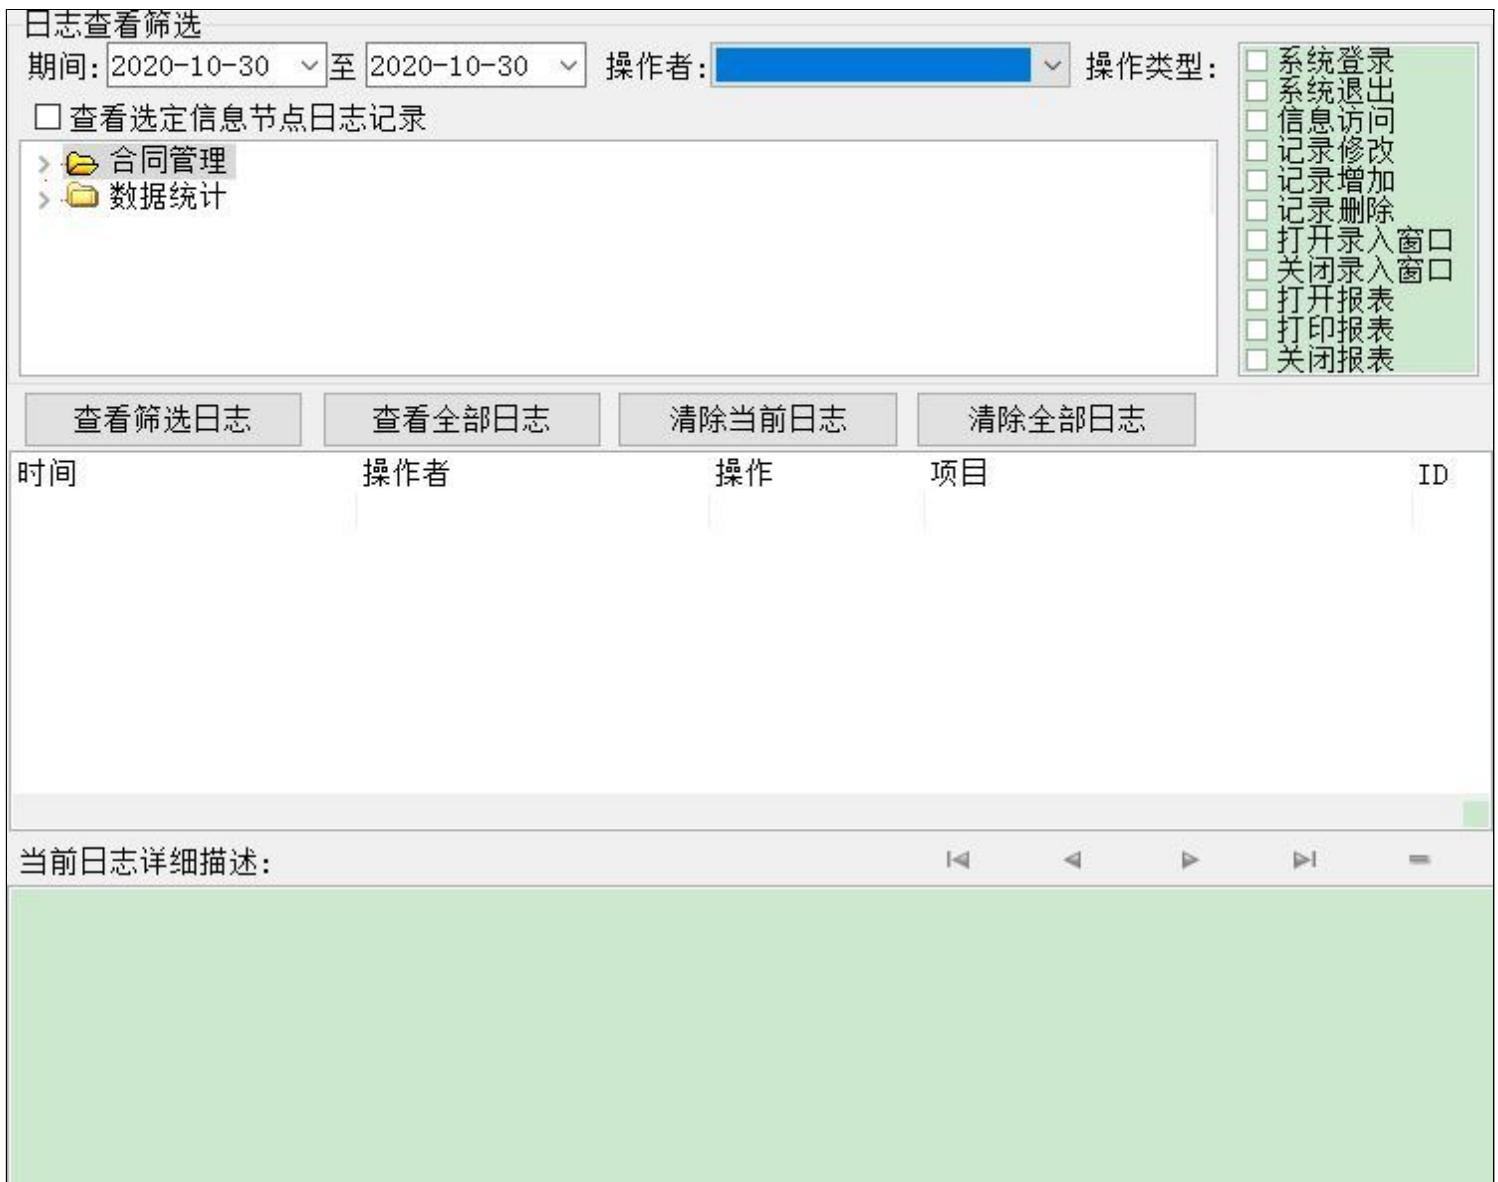 日志查看筛选
期间: 2020-10-30 至 2020-10-30 操作者: 操作类型:
系统登录
系统退出
信息访问
记录修改
记录增加
记录删除
打开录入窗口
关闭录入窗口
打开报表
打印报表
关闭报表
查看选定信息节点日志记录
合同管理
数据统计
查看筛选日志 查看全部日志 清除当前日志 清除全部日志
时间 操作者 操作 项目 ID
当前日志详细描述: